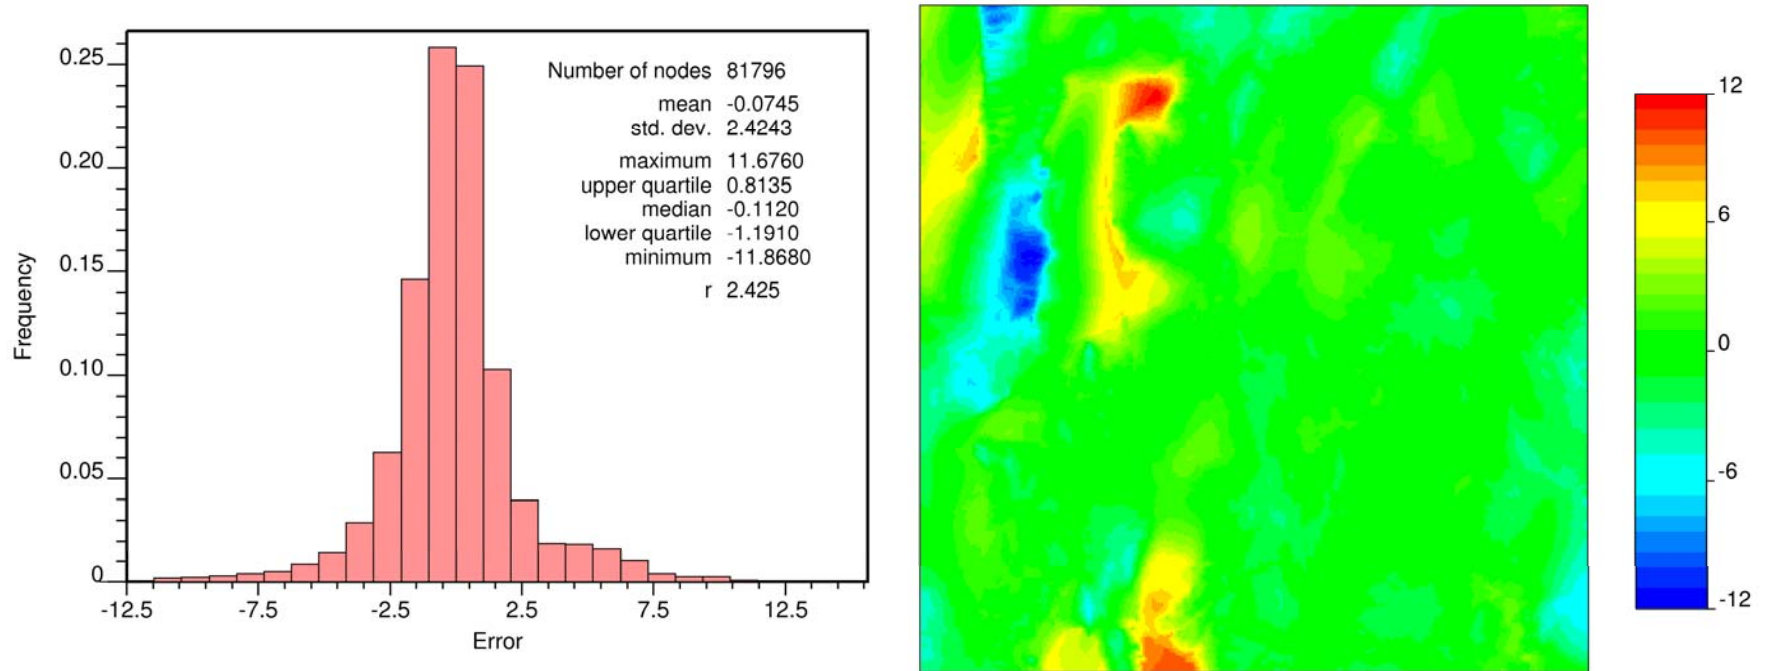 0.25
0.20
0.15
0.10
0.05
0
Frequency
-12.5 -7.5 -2.5 2.5 7.5 12.5
Error
Number of nodes 81796
mean -0.0745
std. dev. 2.4243
maximum 11.6760
upper quartile 0.8135
median -0.1120
lower quartile -1.1910
minimum -11.8680
r 2.425
12
6
0
-6
-12